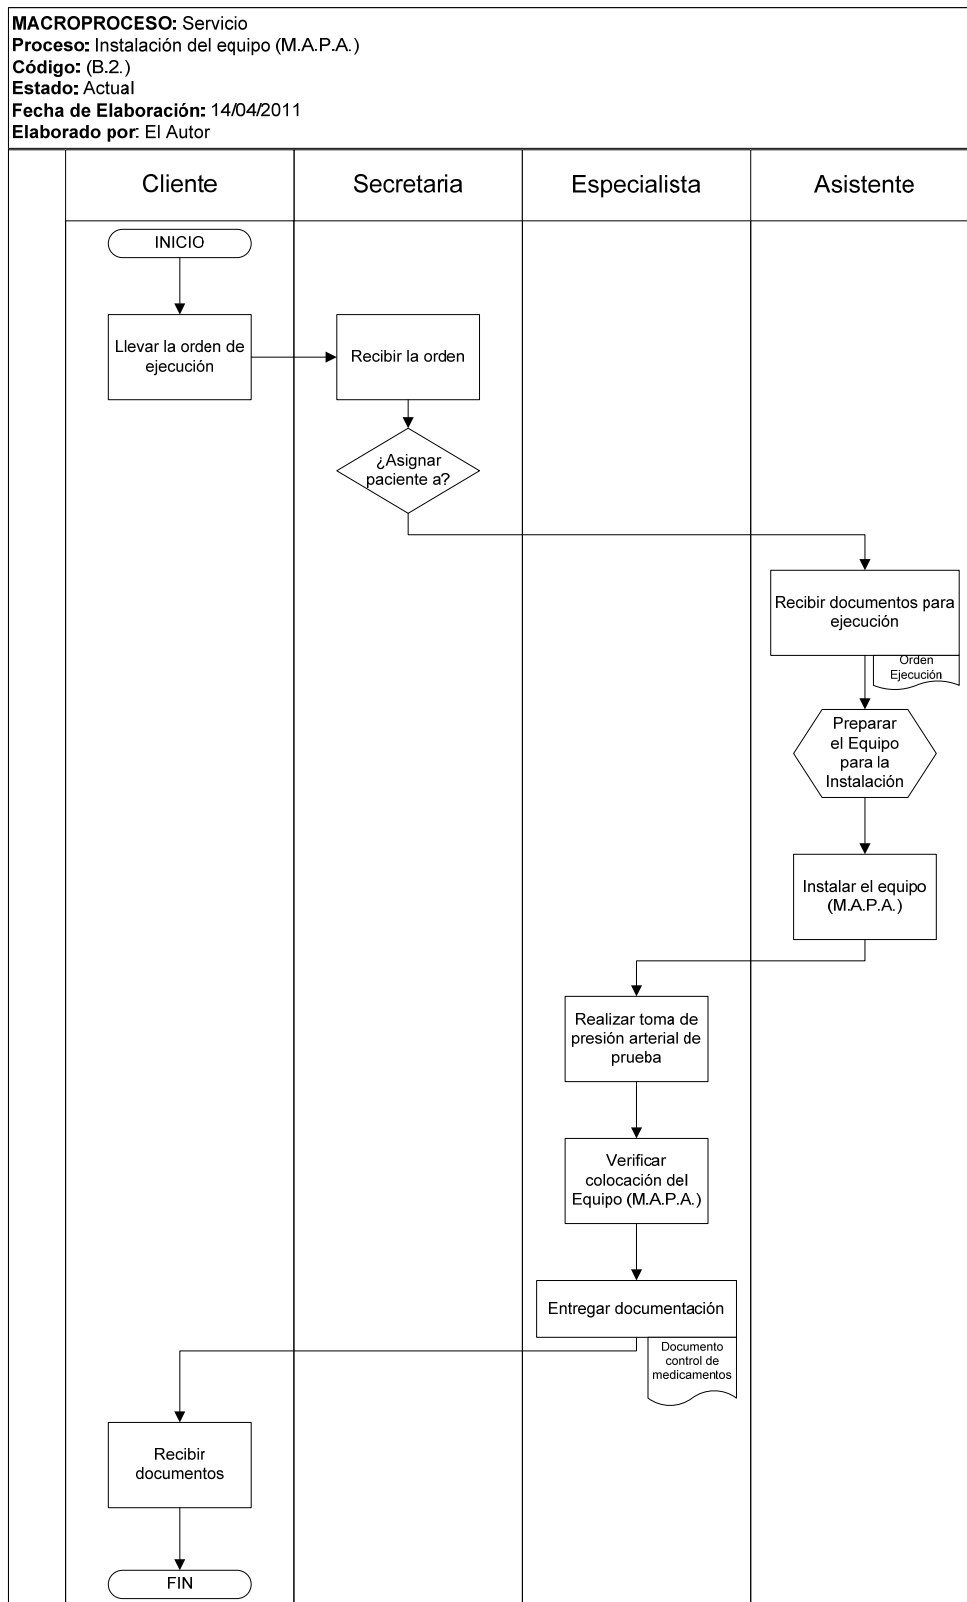 MACROPROCESO: Servicio
Proceso: Instalación del equipo (M.A.P.A.)
Código: (B.2.)
Estado: Actual
Fecha de Elaboración: 14/04/2011
Elaborado por: El Autor
Cliente
Secretaria
Especialista
Asistente
INICIO
Llevar la orden de
ejecución
Recibir la orden
¿Asignar
paciente a?
Recibir documentos para
ejecución
Orden
Ejecución
Preparar
el Equipo
para la
Instalación
Instalar el equipo
(M.A.P.A.)
Realizar toma de
presión arterial de
prueba
Verificar
colocación del
Equipo (M.A.P.A.)
Entregar documentación
Documento
control de
medicamentos
Recibir
documentos
FIN